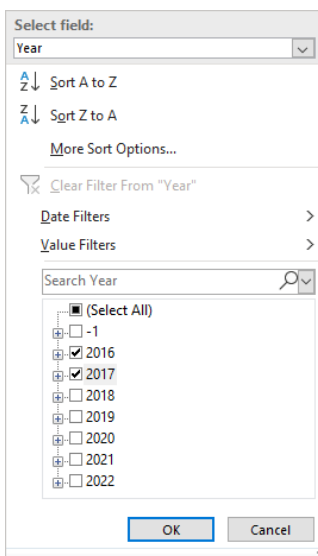 Select field:
Year
Sort A to Z
Sort Z to A
More Sort Options...
Clear Filter From "Year"
Date Filters
Value Filters
Search Year
(Select All)
-1
2016
2017
2018
2019
2020
2021
2022
OK Cancel